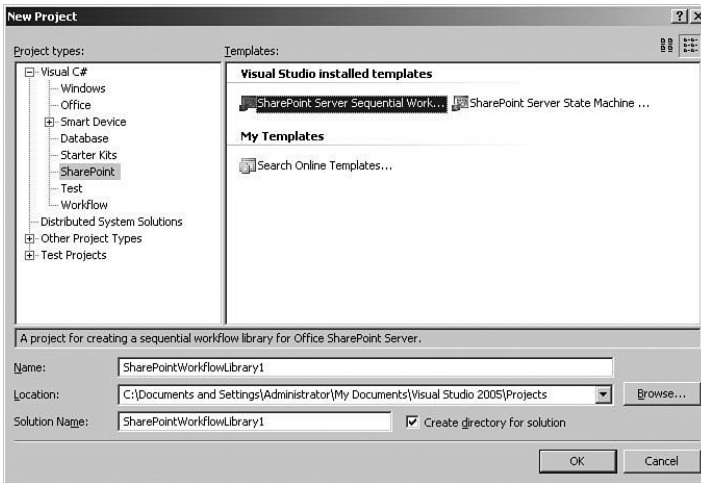 New Project
Project types:
Templates:
Visual C#
Windows
Office
Smart Device
Database
Starter Kits
SharePoint
Test
Workflow
Distributed System Solutions
Other Project Types
Test Projects
Visual Studio installed templates
SharePoint Server Sequential Work... SharePoint Server State Machine ...
My Templates
Search Online Templates...
A project for creating a sequential workflow library for Office SharePoint Server.
Name: SharePointWorkflowLibrary1
Location: C:\Documents and Settings\Administrator\My Documents\Visual Studio 2005\Projects Browse...
Solution Name: SharePointWorkflowLibrary1 Create directory for solution
OK Cancel